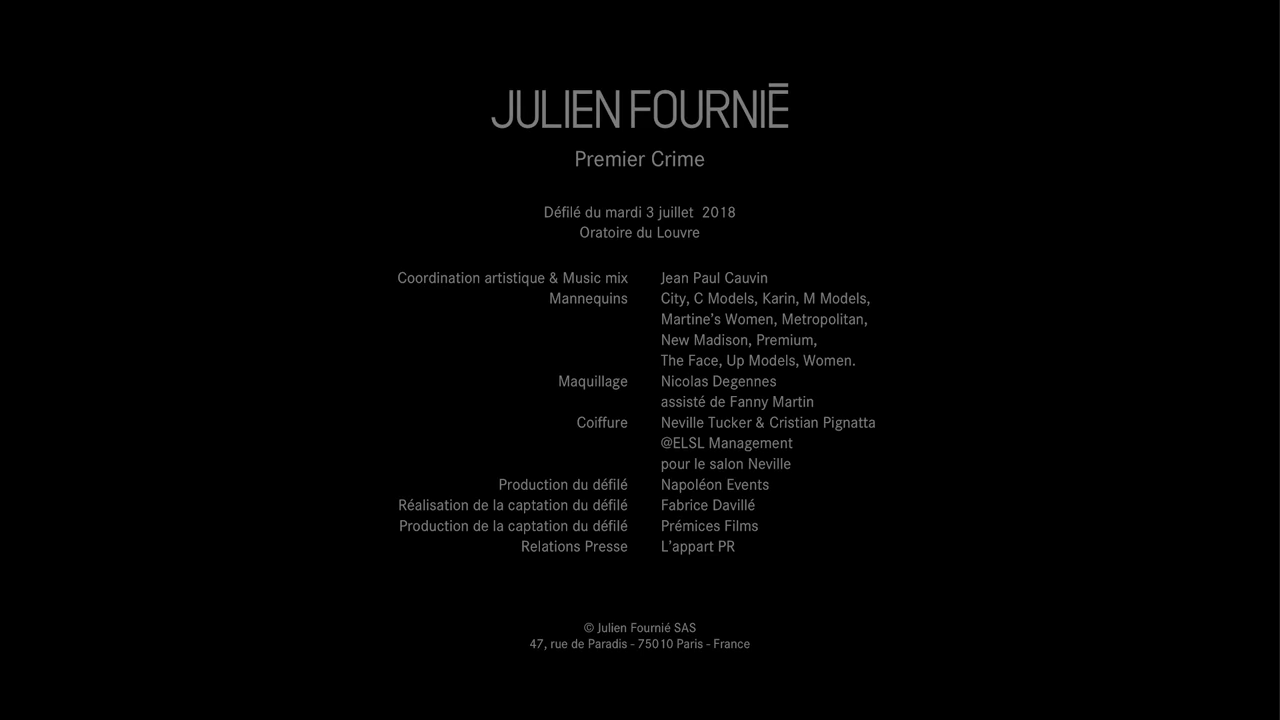 JULIEN FOURNIĒ
Premier Crime
Défilé du mardi 3 juillet 2018
Oratoire du Louvre
Coordination artistique & Music mix Jean Paul Cauvin
Mannequins City, C Models, Karin, M Models,
Martine’s Women, Metropolitan,
New Madison, Premium,
The Face, Up Models, Women.
Maquillage Nicolas Degennes
assisté de Fanny Martin
Coiffure Neville Tucker & Cristian Pignatta
@ELSL Management
pour le salon Neville
Production du défilé Napoléon Events
Réalisation de la captation du défilé Fabrice Davillé
Production de la captation du défilé Prémices Films
Relations Presse L’appart PR
© Julien Fournié SAS
47, rue de Paradis - 75010 Paris - France